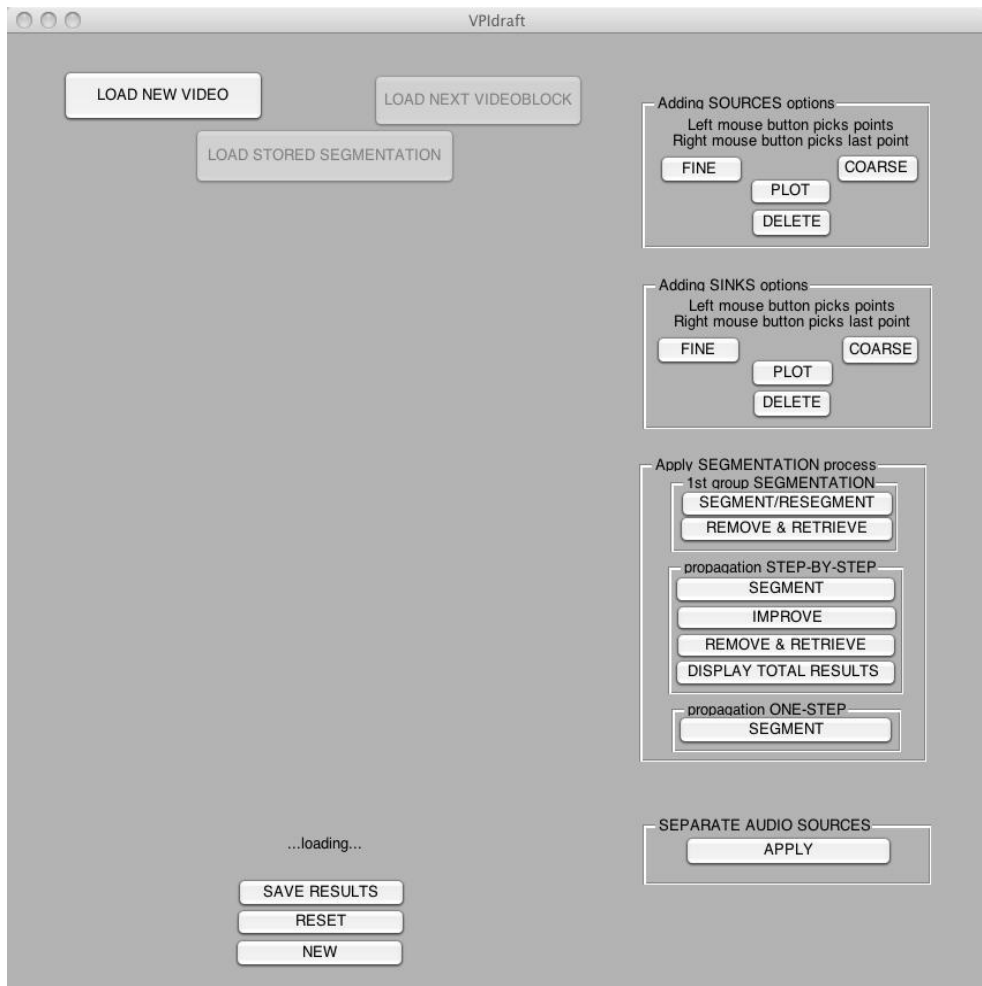 VPIdraft
LOAD NEW VIDEO
LOAD NEXT VIDEOBLOCK
LOAD STORED SEGMENTATION
Adding SOURCES options
Left mouse button picks points
Right mouse button picks last point
FINE
COARSE
PLOT
DELETE
Adding SINKS options
Left mouse button picks points
Right mouse button picks last point
FINE
COARSE
PLOT
DELETE
Apply SEGMENTATION process
1st group SEGMENTATION
SEGMENT/RESEGMENT
REMOVE & RETRIEVE
propagation STEP-BY-STEP
SEGMENT
IMPROVE
REMOVE & RETRIEVE
DISPLAY TOTAL RESULTS
propagation ONE-STEP
SEGMENT
SEPARATE AUDIO SOURCES
APPLY
...loading...
SAVE RESULTS
RESET
NEW